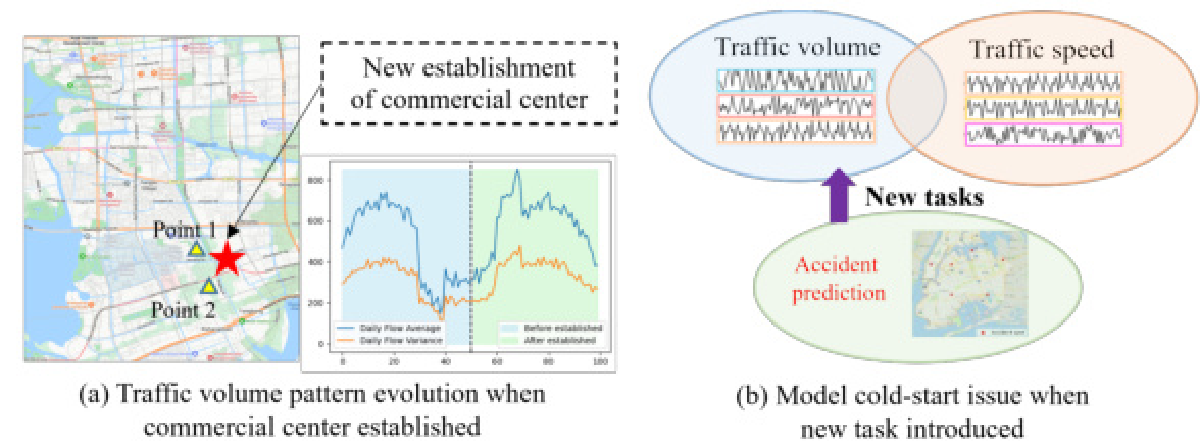 New establishment
of commercial center
Point 1
Point 2
800
600
400
200
0
0
20
40
60
80
100
Daily Flow Average
Daily Flow Variance
Before established
After established
(a) Traffic volume pattern evolution when
commercial center established
Traffic volume
Traffic speed
New tasks
Accident
prediction
(b) Model cold-start issue when
new task introduced